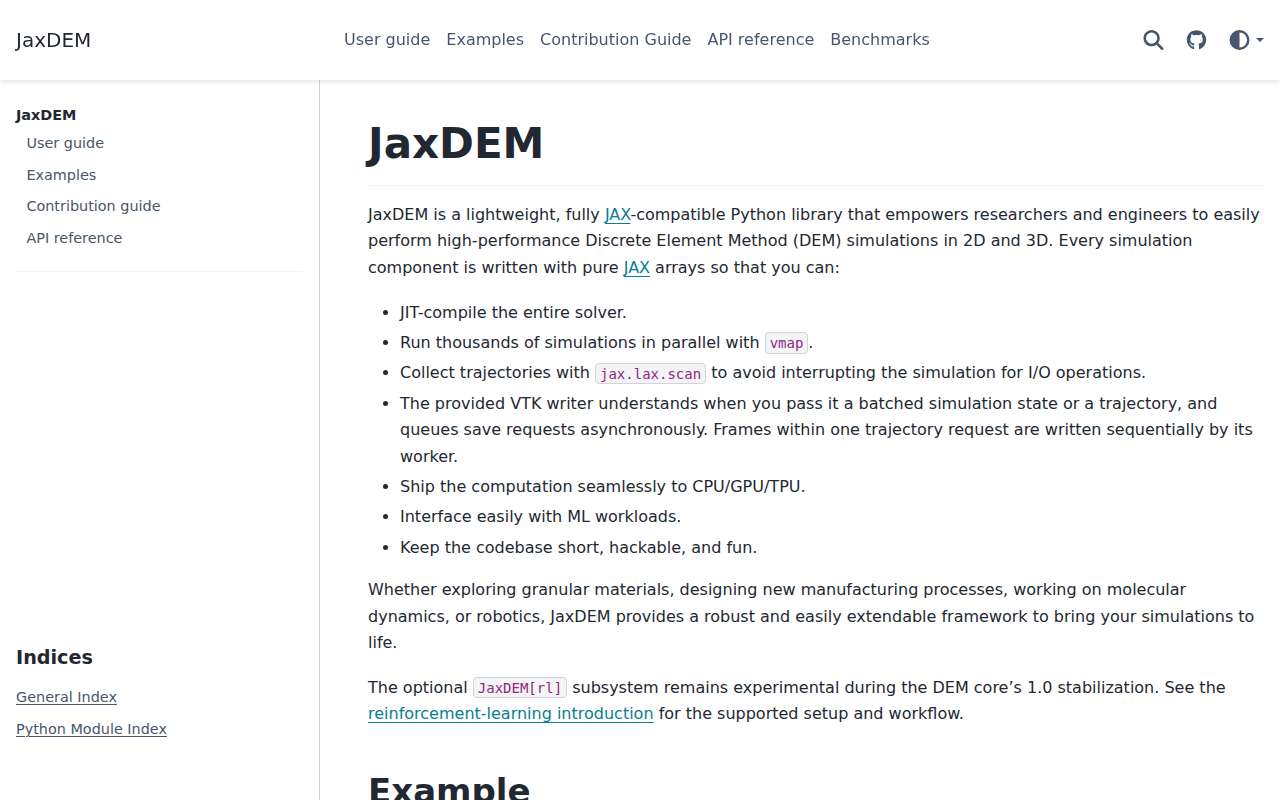 JaxDEM
User guide
Examples
Contribution Guide
API reference
Benchmarks
JaxDEM
User guide
Examples
Contribution guide
API reference
Indices
General Index
Python Module Index
JaxDEM
JaxDEM is a lightweight, fully JAX-compatible Python library that empowers researchers and engineers to easily
perform high-performance Discrete Element Method (DEM) simulations in 2D and 3D. Every simulation
component is written with pure JAX arrays so that you can:
JIT-compile the entire solver.
Run thousands of simulations in parallel with vmap.
Collect trajectories with jax.lax.scan to avoid interrupting the simulation for I/O operations.
The provided VTK writer understands when you pass it a batched simulation state or a trajectory, and
queues save requests asynchronously. Frames within one trajectory request are written sequentially by its
worker.
Ship the computation seamlessly to CPU/GPU/TPU.
Interface easily with ML workloads.
Keep the codebase short, hackable, and fun.
Whether exploring granular materials, designing new manufacturing processes, working on molecular
dynamics, or robotics, JaxDEM provides a robust and easily extendable framework to bring your simulations to
life.
The optional JaxDEM[rl] subsystem remains experimental during the DEM core’s 1.0 stabilization. See the
reinforcement-learning introduction for the supported setup and workflow.
Example